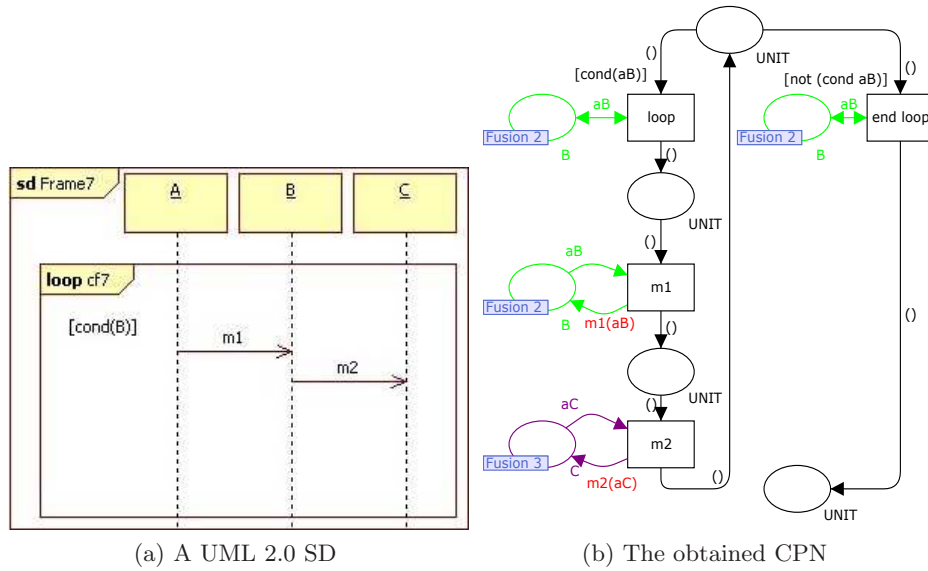 sd Frame7
A
B
C
loop cf7
[cond(B)]
m1
m2
(a) A UML 2.0 SD
UNIT
()
()
[cond(aB)]
[not (cond aB)]
aB
loop
Fusion 2
B
aB
end loop
Fusion 2
B
()
UNIT
()
aB
m1
Fusion 2
B
m1(aB)
()
()
UNIT
()
aC
m2
Fusion 3
C
m2(aC)
()
UNIT
(b) The obtained CPN